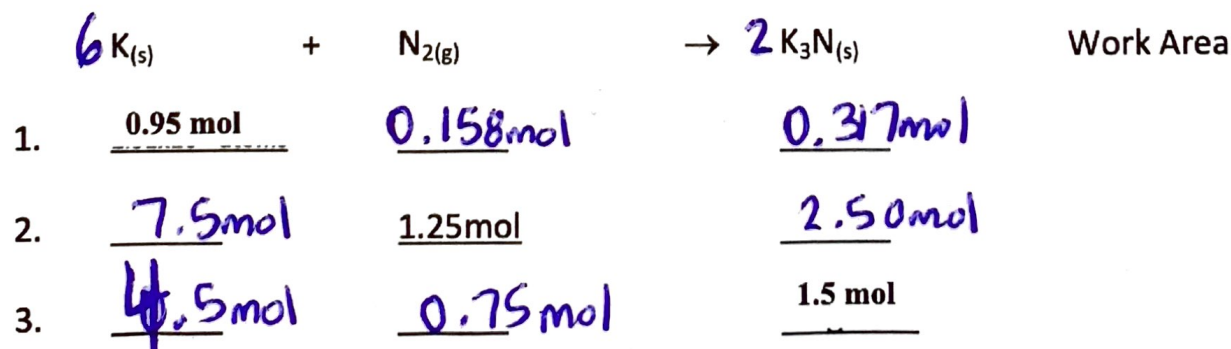 6 K(s) + N2(g) → 2 K3N(s) Work Area
1. 0.95 mol 0.158mol 0.317mol
2. 7.5mol 1.25mol 2.50mol
3. 4.5mol 0.75mol 1.5 mol